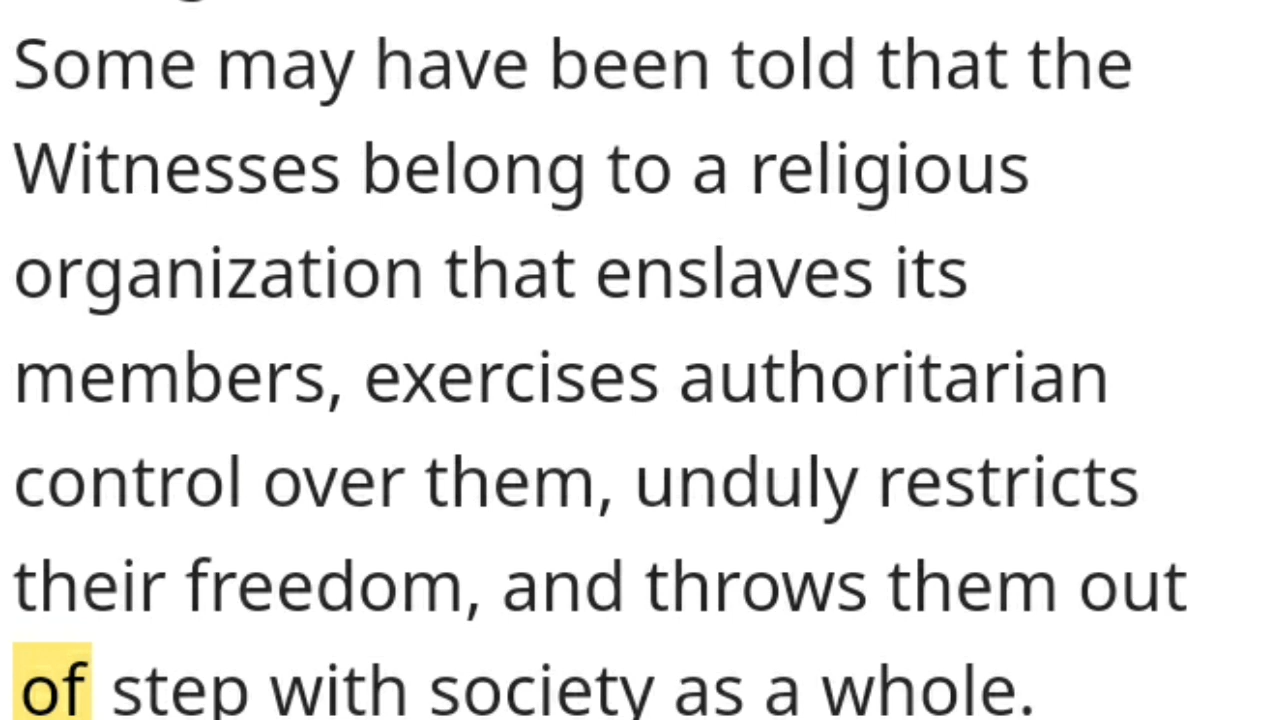 Some may have been told that the
Witnesses belong to a religious
organization that enslaves its
members, exercises authoritarian
control over them, unduly restricts
their freedom, and throws them out
of step with society as a whole.